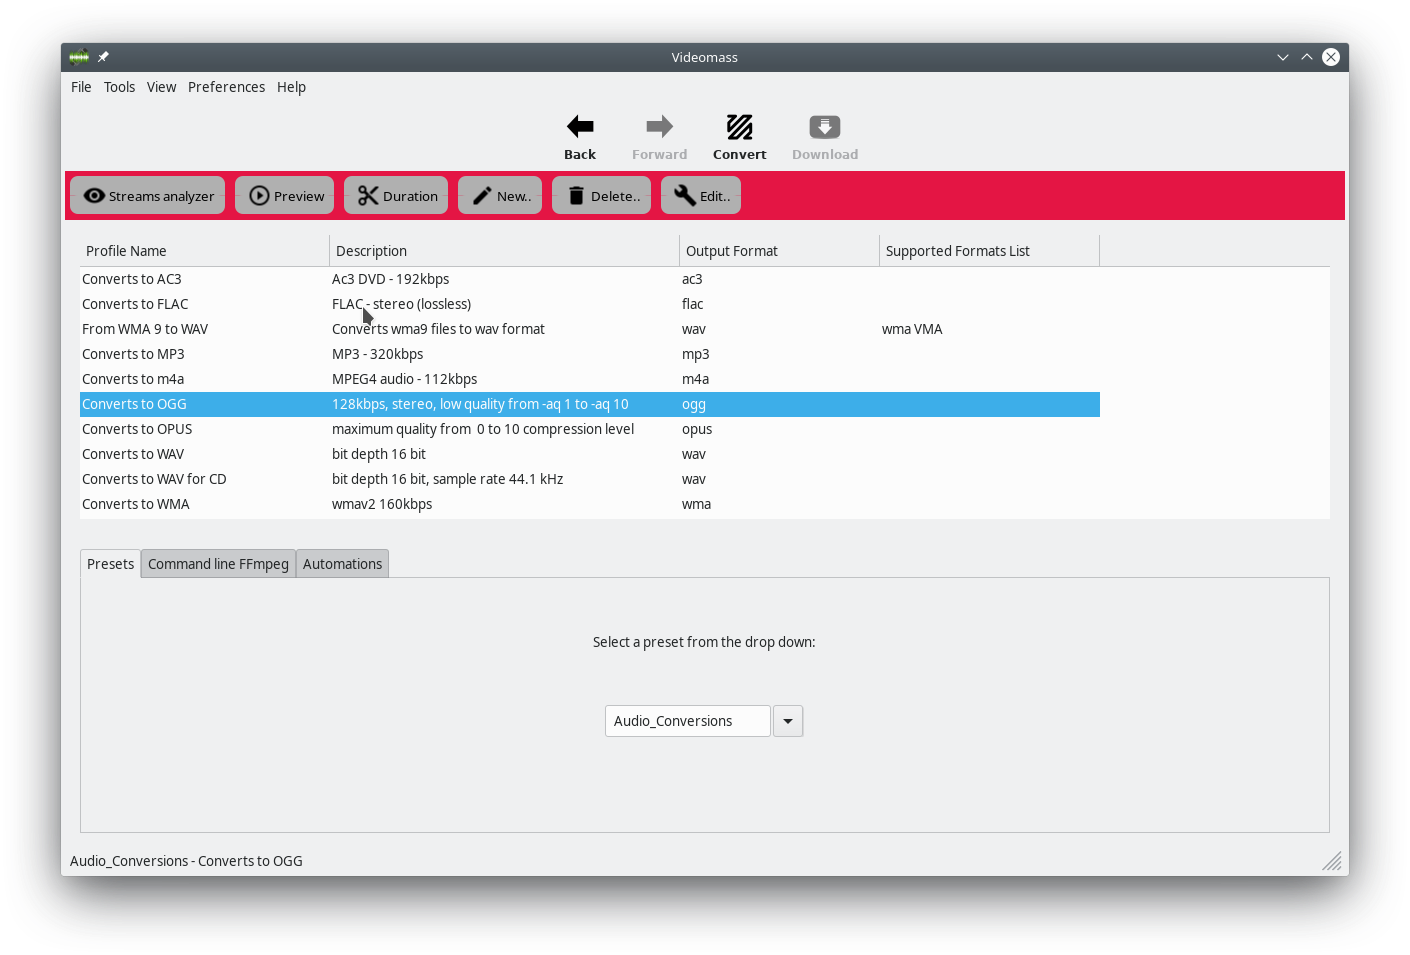 Videomass
File Tools View Preferences Help
Back Forward Convert Download
Streams analyzer Preview Duration New.. Delete.. Edit..
Profile Name Description Output Format Supported Formats List
Converts to AC3 Ac3 DVD - 192kbps ac3
Converts to FLAC FLAC - stereo (lossless) flac
From WMA 9 to WAV Converts wma9 files to wav format wav wma VMA
Converts to MP3 MP3 - 320kbps mp3
Converts to m4a MPEG4 audio - 112kbps m4a
Converts to OGG 128kbps, stereo, low quality from -aq 1 to -aq 10 ogg
Converts to OPUS maximum quality from  0 to 10 compression level opus
Converts to WAV bit depth 16 bit wav
Converts to WAV for CD bit depth 16 bit, sample rate 44.1 kHz wav
Converts to WMA wmav2 160kbps wma
Presets Command line FFmpeg Automations
Select a preset from the drop down:
Audio_Conversions
Audio_Conversions - Converts to OGG